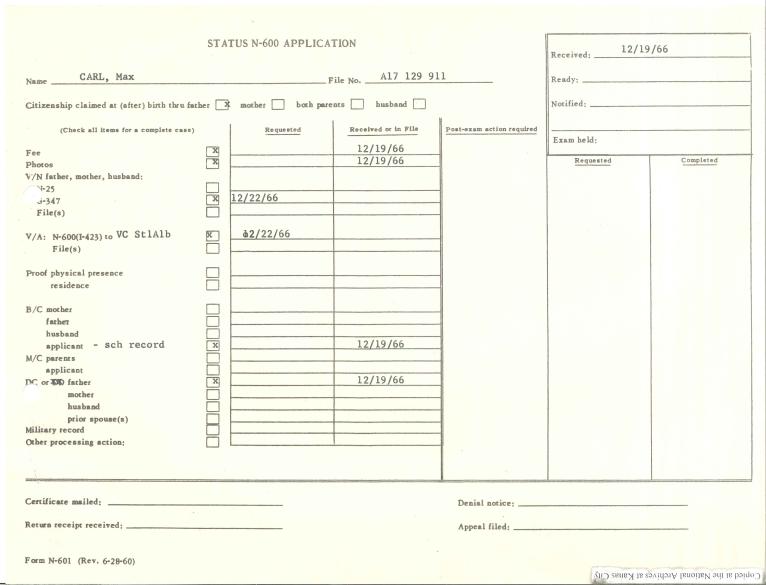 STATUS N-600 APPLICATION
Received: 12/19/66
Name CARL, Max File No. A17 129 911
Ready:
Citizenship claimed at (after) birth thru father x mother both parents husband
Notified:
(Check all items for a complete case) Requested Received or in File Post-exam action required
Exam held:
Requested Completed
Fee x 12/19/66
Photos x 12/19/66
V/N father, mother, husband:
-25
-347 x 12/22/66
File(s)
V/A: N-600(I-423) to VC StlAlb x 12/22/66
File(s)
Proof physical presence
residence
B/C mother
father
husband
applicant - sch record x 12/19/66
M/C parents
applicant
DC or father x 12/19/66
mother
husband
prior spouse(s)
Military record
Other processing action:
Certificate mailed: Denial notice:
Return receipt received: Appeal filed:
Form N-601 (Rev. 6-28-60)
Copied at the National Archives at Kansas City